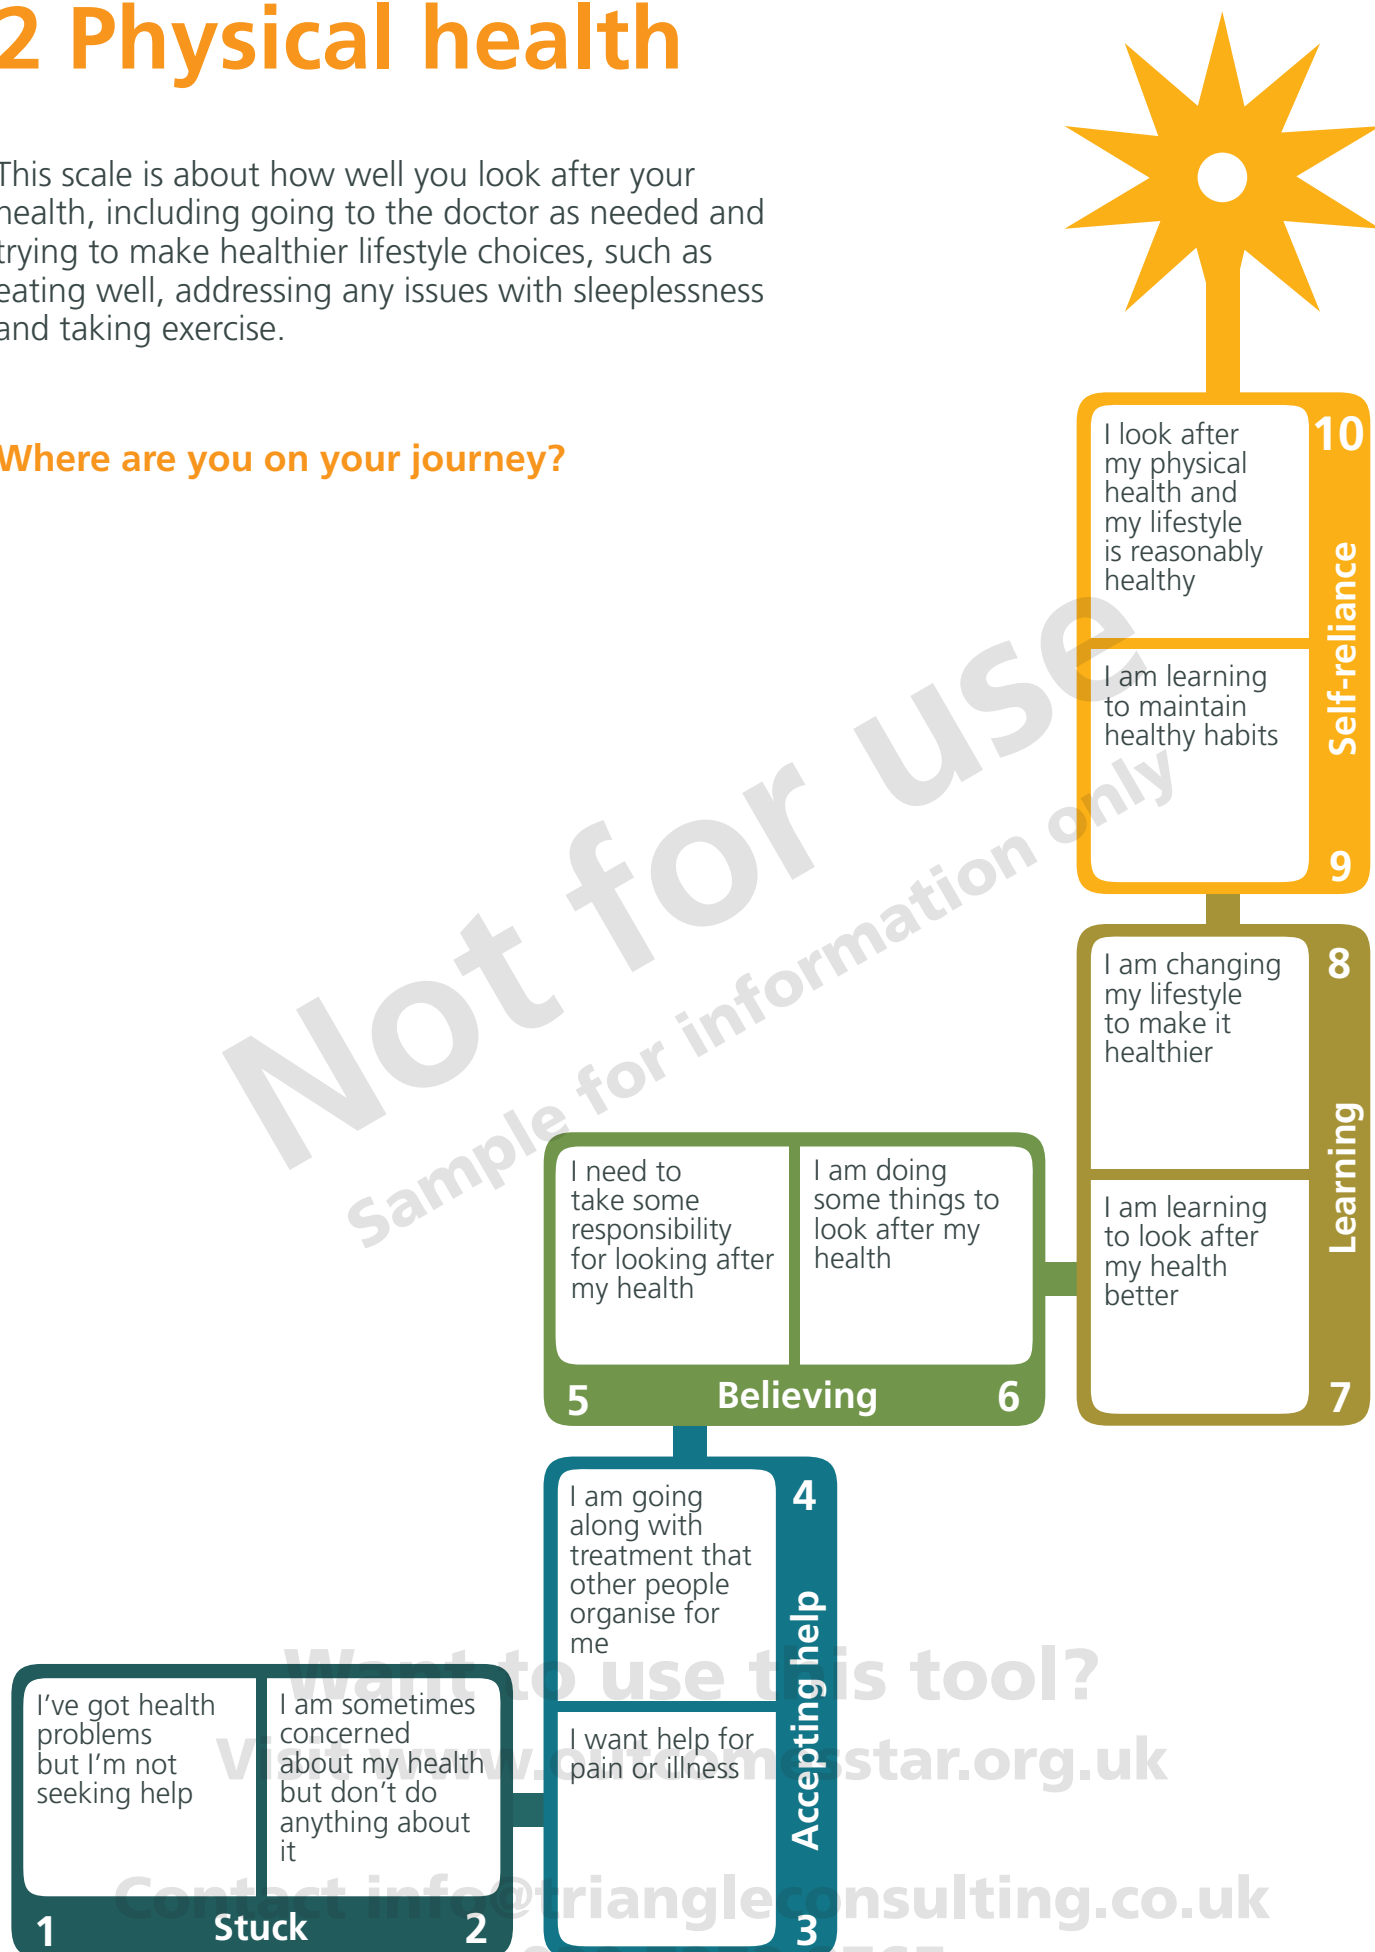 2 Physical health
This scale is about how well you look after your
health, including going to the doctor as needed and
trying to make healthier lifestyle choices, such as
eating well, addressing any issues with sleeplessness
and taking exercise.
Where are you on your journey?
10
I look after
my physical
health and
my lifestyle
is reasonably
healthy
Self-reliance
I am learning
to maintain
healthy habits
9
Not for use
Sample for information only
8
I am changing
my lifestyle
to make it
healthier
Learning
I am learning
to look after
my health
better
7
I need to
take some
responsibility
for looking after
my health
I am doing
some things to
look after my
health
5 Believing 6
4
I am going
along with
treatment that
other people
organise for
me
Accepting help
I want help for
pain or illness
3
Want to use this tool?
Visit www.outcomesstar.org.uk
I've got health
problems
but I'm not
seeking help
I am sometimes
concerned
about my health
but don't do
anything about
it
1 Stuck 2
Contact info@triangleconsulting.co.uk